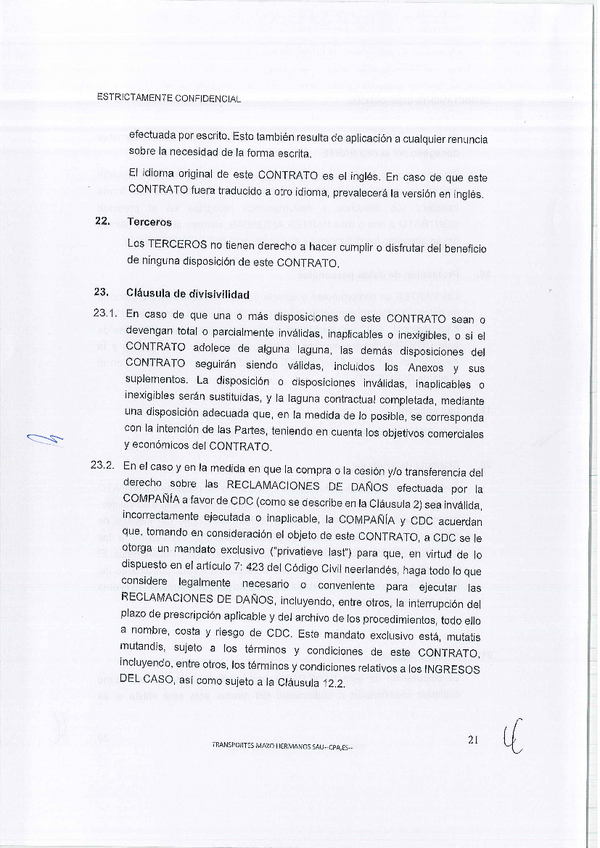 ESTRICTAMENTE CONFIDENCIAL
efectuada por escrito. Esto también resulta de aplicación a cualquier renuncia
sobre la necesidad de la forma escrita.
El idioma original de este CONTRATO es el inglés. En caso de que este
CONTRATO fuera traducido a otro idioma, prevalecerá la versión en inglés.
22. Terceros
Los TERCEROS no tienen derecho a hacer cumplir o disfrutar del beneficio
de ninguna disposición de este CONTRATO.
23. Cláusula de divisivilidad
23.1. En caso de que una o más disposiciones de este CONTRATO sean o
devengan total o parcialmente inválidas, inaplicables o inexigibles, o si el
CONTRATO adolece de alguna laguna, las demás disposiciones del
CONTRATO seguirán siendo válidas, incluidos los Anexos y sus
suplementos. La disposición o disposiciones inválidas, inaplicables o
inexigibles serán sustituidas, y la laguna contractual completada, mediante
una disposición adecuada que, en la medida de lo posible, se corresponda
con la intención de las Partes, teniendo en cuenta los objetivos comerciales
y económicos del CONTRATO.
23.2. En el caso y en la medida en que la compra o la cesión y/o transferencia del
derecho sobre las RECLAMACIONES DE DAÑOS efectuada por la
COMPAÑÍA a favor de CDC (como se describe en la Cláusula 2) sea inválida,
incorrectamente ejecutada o inaplicable, la COMPAÑÍA y CDC acuerdan
que, tomando en consideración el objeto de este CONTRATO, a CDC se le
otorga un mandato exclusivo ("privatieve last") para que, en virtud de lo
dispuesto en el artículo 7: 423 del Código Civil neerlandés, haga todo lo que
considere legalmente necesario o conveniente para ejecutar las
RECLAMACIONES DE DAÑOS, incluyendo, entre otros, la interrupción del
plazo de prescripción aplicable y del archivo de los procedimientos, todo ello
a nombre, costa y riesgo de CDC. Este mandato exclusivo está, mutatis
mutandis, sujeto a los términos y condiciones de este CONTRATO,
incluyendo, entre otros, los términos y condiciones relativos a los INGRESOS
DEL CASO, así como sujeto a la Cláusula 12.2.
TRANSPORTES MAZO HERMANOS SAU--CPA,ES--
21